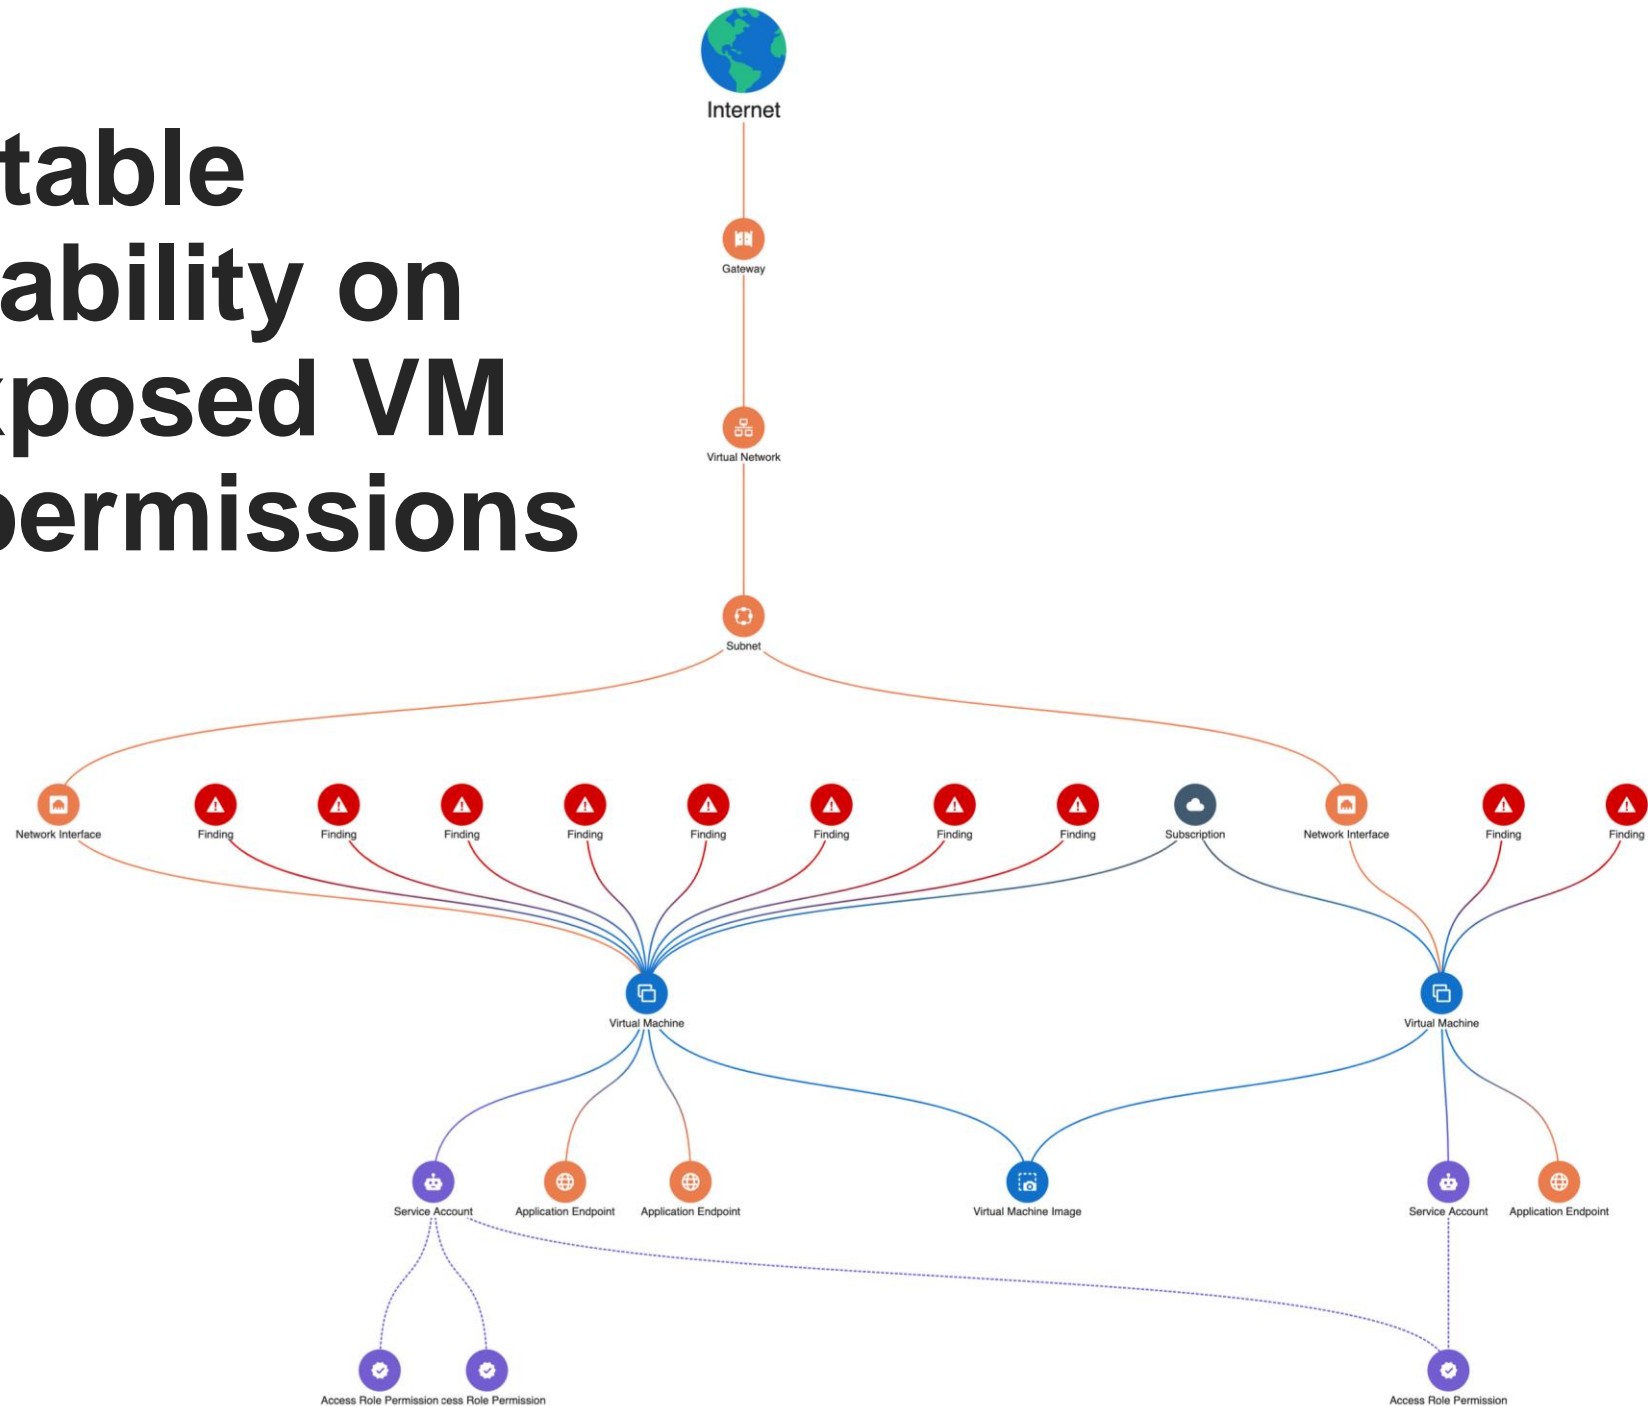 Internet
table
ability on
xposed VM
permissions
Gateway
Virtual Network
Subnet
Network Interface
Finding
Finding
Finding
Finding
Finding
Finding
Finding
Finding
Subscription
Network Interface
Finding
Finding
Virtual Machine
Virtual Machine
Service Account
Application Endpoint
Application Endpoint
Virtual Machine Image
Service Account
Application Endpoint
Access Role Permission
cess Role Permission
Access Role Permission